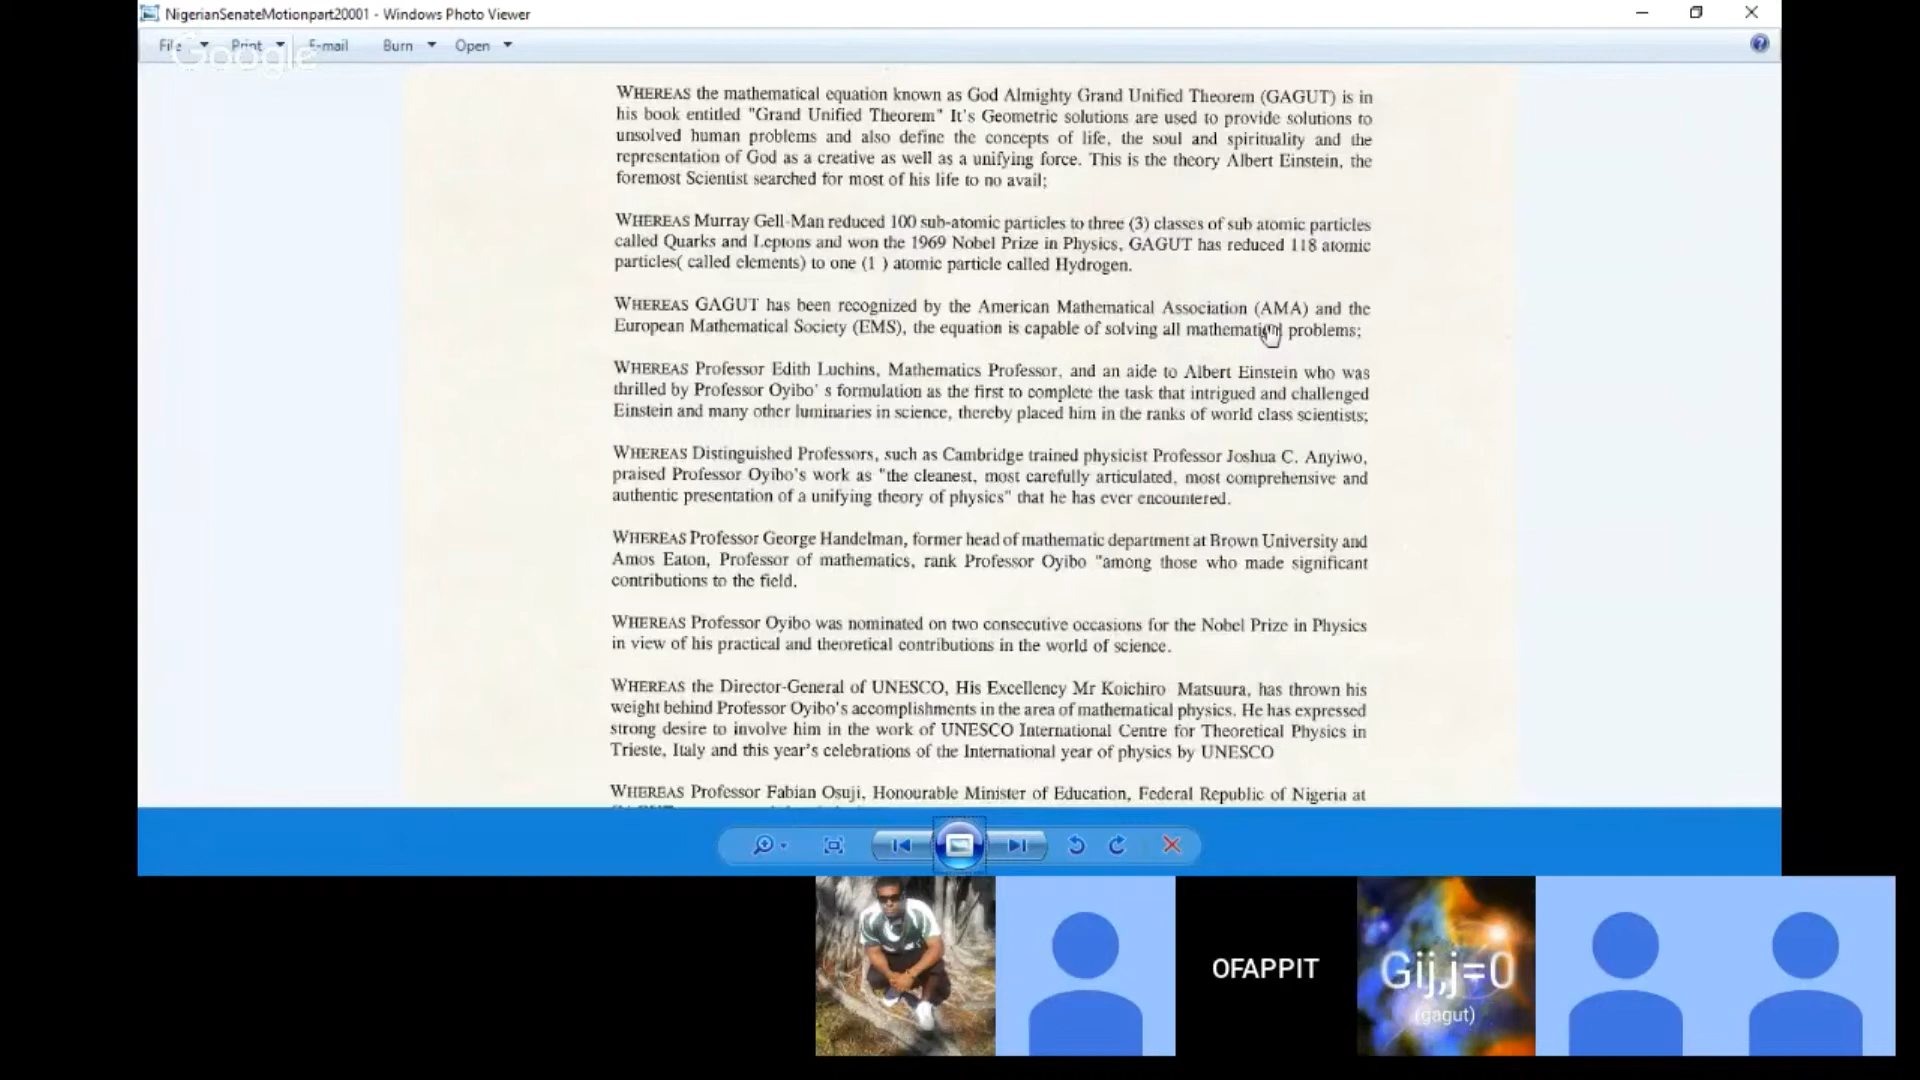 NigerianSenateMotionpart20001 - Windows Photo Viewer
File Print E-mail Burn Open
Google
WHEREAS the mathematical equation known as God Almighty Grand Unified Theorem (GAGUT) is in
his book entitled "Grand Unified Theorem" It's Geometric solutions are used to provide solutions to
unsolved human problems and also define the concepts of life, the soul and spirituality and the
representation of God as a creative as well as a unifying force. This is the theory Albert Einstein, the
foremost Scientist searched for most of his life to no avail;
WHEREAS Murray Gell-Man reduced 100 sub-atomic particles to three (3) classes of sub atomic particles
called Quarks and Leptons and won the 1969 Nobel Prize in Physics, GAGUT has reduced 118 atomic
particles( called elements) to one (1 ) atomic particle called Hydrogen.
WHEREAS GAGUT has been recognized by the American Mathematical Association (AMA) and the
European Mathematical Society (EMS), the equation is capable of solving all mathematical problems;
WHEREAS Professor Edith Luchins, Mathematics Professor, and an aide to Albert Einstein who was
thrilled by Professor Oyibo' s formulation as the first to complete the task that intrigued and challenged
Einstein and many other luminaries in science, thereby placed him in the ranks of world class scientists;
WHEREAS Distinguished Professors, such as Cambridge trained physicist Professor Joshua C. Anyiwo,
praised Professor Oyibo's work as "the cleanest, most carefully articulated, most comprehensive and
authentic presentation of a unifying theory of physics" that he has ever encountered.
WHEREAS Professor George Handelman, former head of mathematic department at Brown University and
Amos Eaton, Professor of mathematics, rank Professor Oyibo "among those who made significant
contributions to the field.
WHEREAS Professor Oyibo was nominated on two consecutive occasions for the Nobel Prize in Physics
in view of his practical and theoretical contributions in the world of science.
WHEREAS the Director-General of UNESCO, His Excellency Mr Koichiro Matsuura, has thrown his
weight behind Professor Oyibo's accomplishments in the area of mathematical physics. He has expressed
strong desire to involve him in the work of UNESCO International Centre for Theoretical Physics in
Trieste, Italy and this year's celebrations of the International year of physics by UNESCO
WHEREAS Professor Fabian Osuji, Honourable Minister of Education, Federal Republic of Nigeria at
OFAPPIT
Gij,j=0
(gagut)